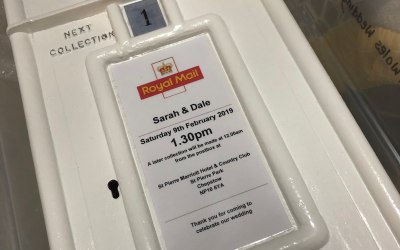 NEXT
COLLECTION
1
Royal Mail
Sarah & Dale
Saturday 9th February 2019
1.30pm
A later collection will be made at 12.00am
from the postbox at
St Pierre Marriott Hotel & Country Club
St Pierre Park
Chepstow
NP16 6YA
Thank you for coming to
celebrate our wedding